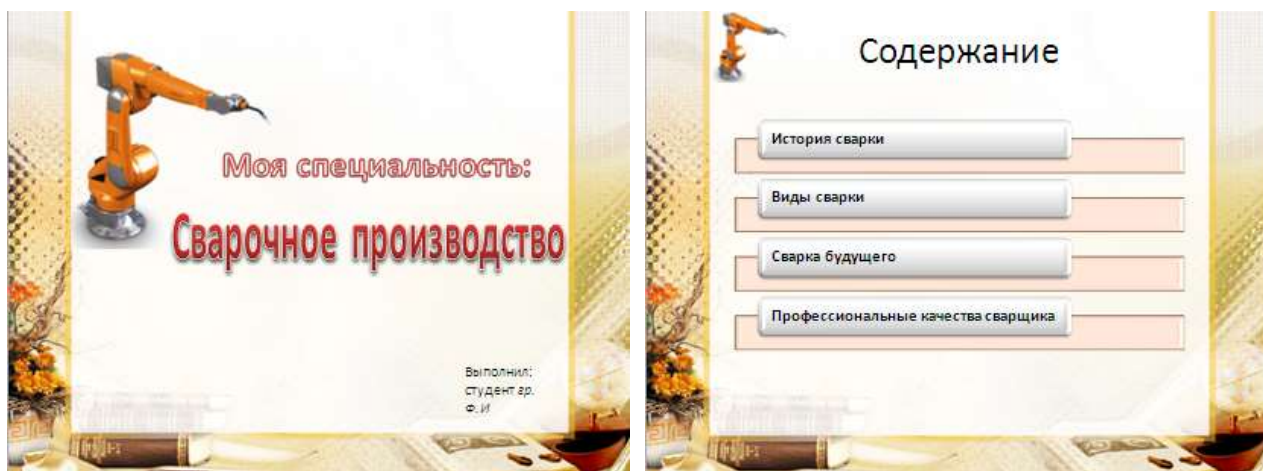 Моя специальность:
Сварочное производство
Выполнил:
студент гр.
Ф.И
Содержание
История сварки
Виды сварки
Сварка будущего
Профессиональные качества сварщика